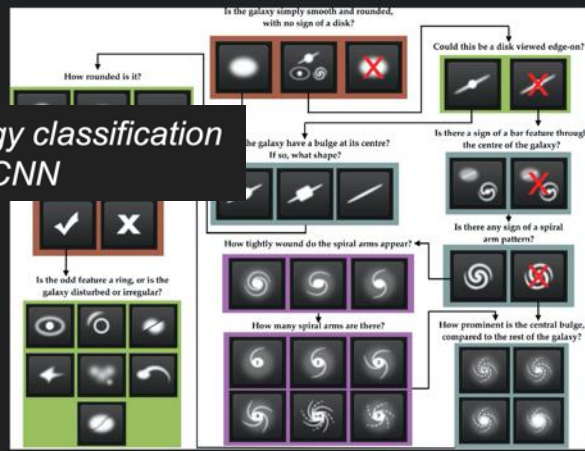 Is the galaxy simply smooth and rounded,
with no sign of a disk?
Could this be a disk viewed edge-on?
How rounded is it?
gy classification
CNN
the galaxy have a bulge at its centre?
If so, what shape?
Is there a sign of a bar feature through
the centre of the galaxy?
Is there any sign of a spiral
arm pattern?
How tightly wound do the spiral arms appear?
Is the odd feature a ring, or is the
galaxy disturbed or irregular?
How many spiral arms are there?
How prominent is the central bulge,
compared to the rest of the galaxy?